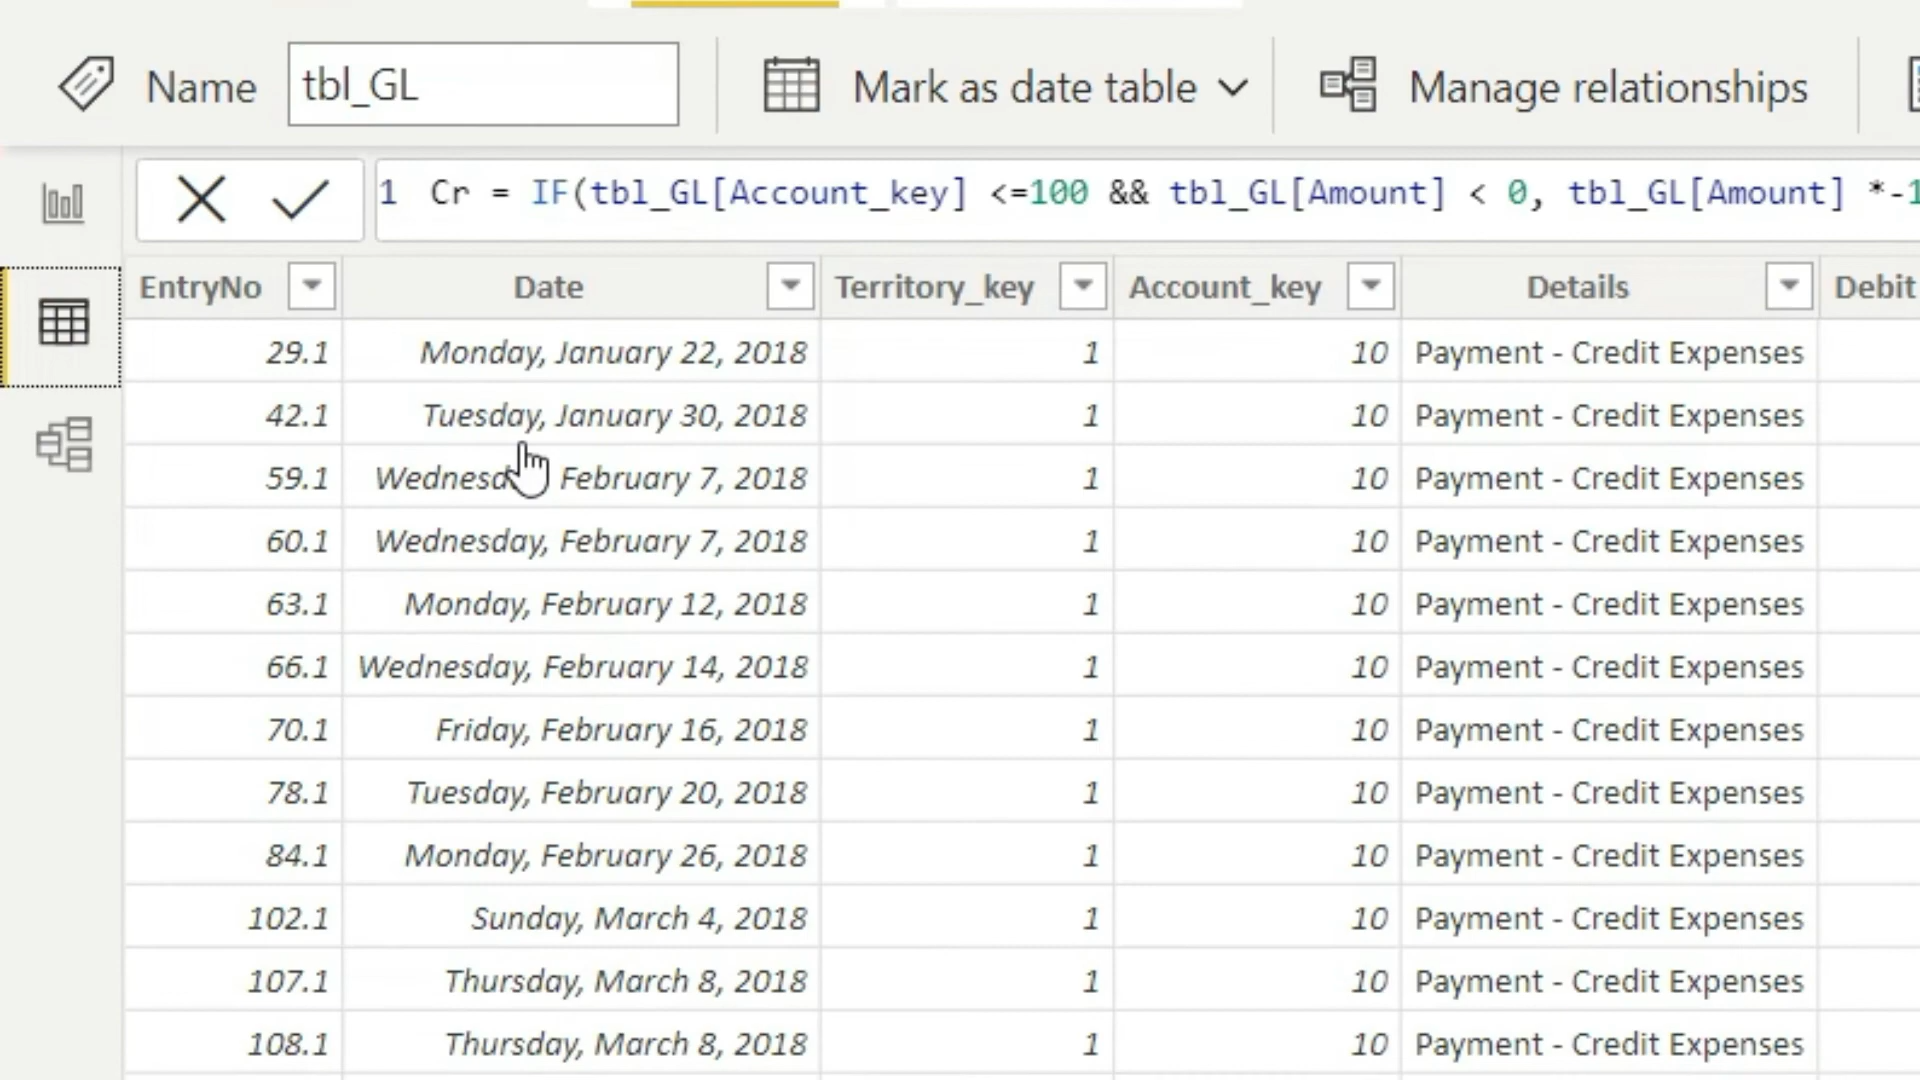 Name tbl_GL Mark as date table Manage relationships
1 Cr = IF(tbl_GL[Account_key] <=100 && tbl_GL[Amount] < 0, tbl_GL[Amount] *-1
EntryNo Date Territory_key Account_key Details Debit
29.1 Monday, January 22, 2018 1 10 Payment - Credit Expenses
42.1 Tuesday, January 30, 2018 1 10 Payment - Credit Expenses
59.1 Wednesd February 7, 2018 1 10 Payment - Credit Expenses
60.1 Wednesday, February 7, 2018 1 10 Payment - Credit Expenses
63.1 Monday, February 12, 2018 1 10 Payment - Credit Expenses
66.1 Wednesday, February 14, 2018 1 10 Payment - Credit Expenses
70.1 Friday, February 16, 2018 1 10 Payment - Credit Expenses
78.1 Tuesday, February 20, 2018 1 10 Payment - Credit Expenses
84.1 Monday, February 26, 2018 1 10 Payment - Credit Expenses
102.1 Sunday, March 4, 2018 1 10 Payment - Credit Expenses
107.1 Thursday, March 8, 2018 1 10 Payment - Credit Expenses
108.1 Thursday, March 8, 2018 1 10 Payment - Credit Expenses